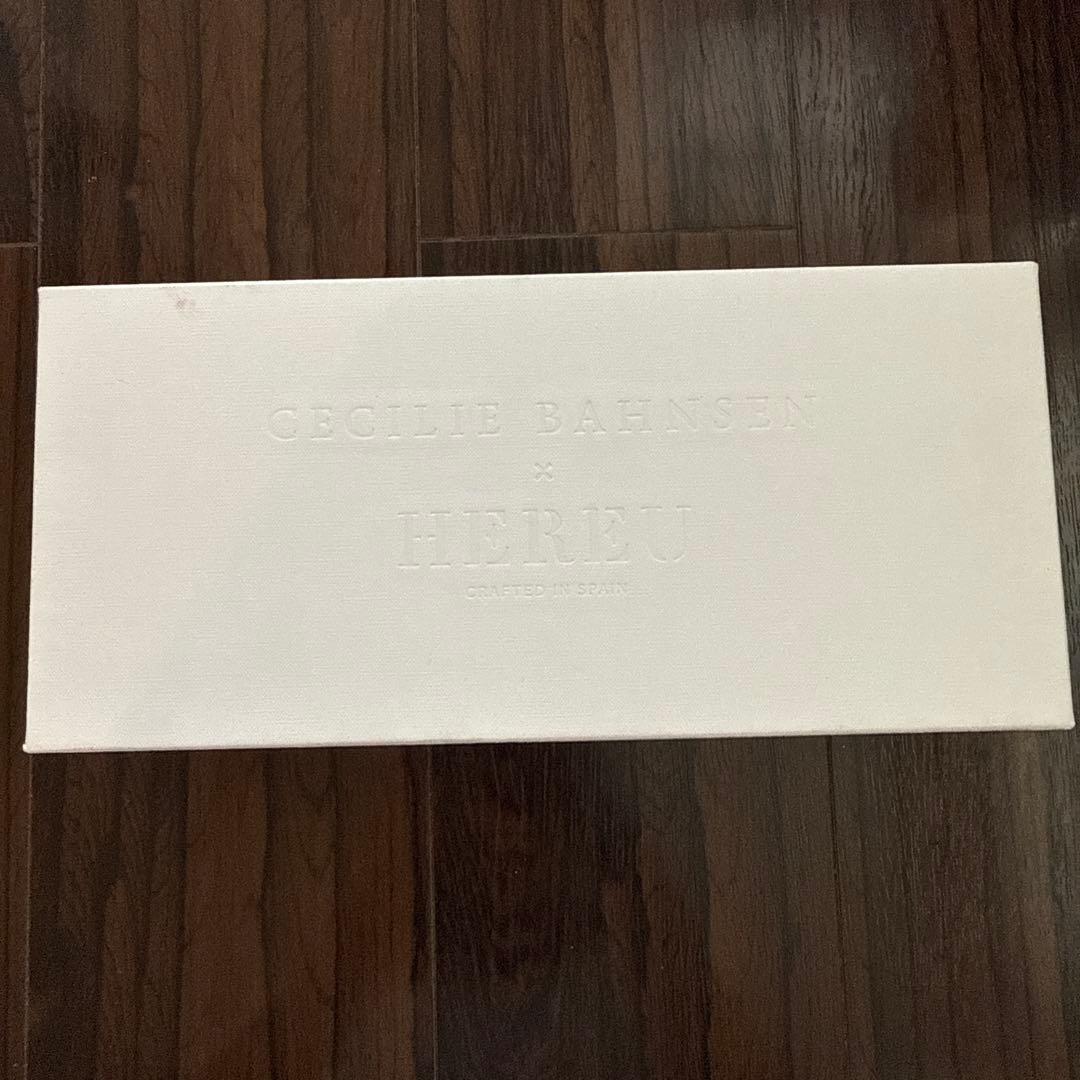 CECILIE BAHNSEN
×
HEREU
CRAFTED IN SPAIN